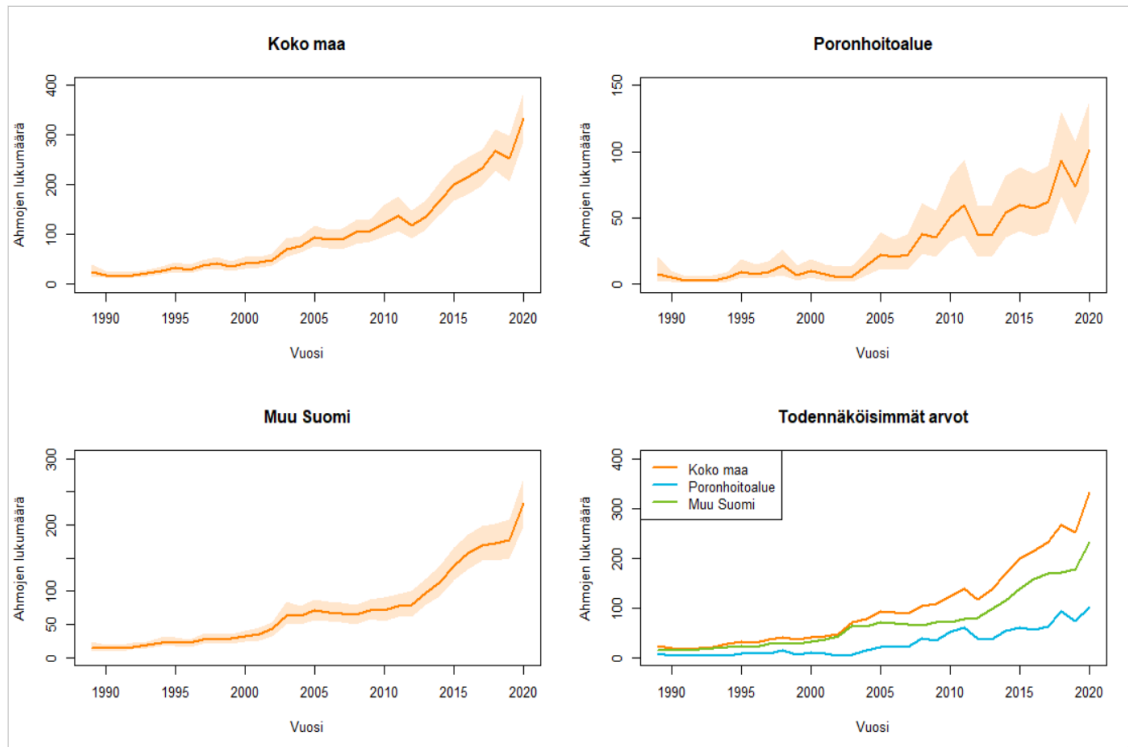 Koko maa
Ahmojen lukumäärä
400
300
200
100
0
1990 1995 2000 2005 2010 2015 2020
Vuosi
Poronhoitoalue
Ahmojen lukumäärä
150
100
50
0
1990 1995 2000 2005 2010 2015 2020
Vuosi
Muu Suomi
Ahmojen lukumäärä
300
200
100
50
0
1990 1995 2000 2005 2010 2015 2020
Vuosi
Todennäköisimmät arvot
Ahmojen lukumäärä
400
300
200
100
0
Koko maa
Poronhoitoalue
Muu Suomi
1990 1995 2000 2005 2010 2015 2020
Vuosi